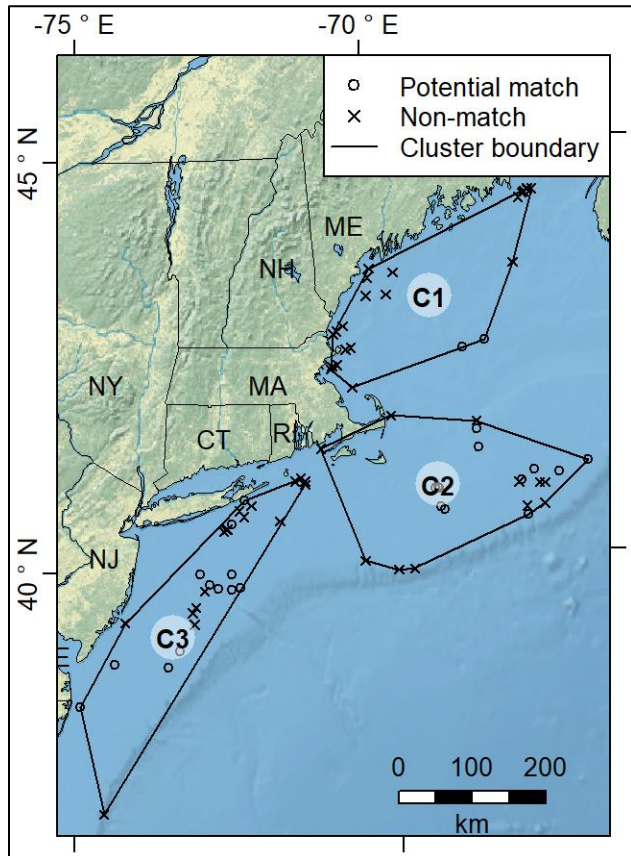 -75 ° E
-70 ° E
Potential match
Non-match
Cluster boundary
45 ° N
ME
NH
C1
NY
MA
CT
RI
C2
NJ
40 ° N
C3
0 100 200
km